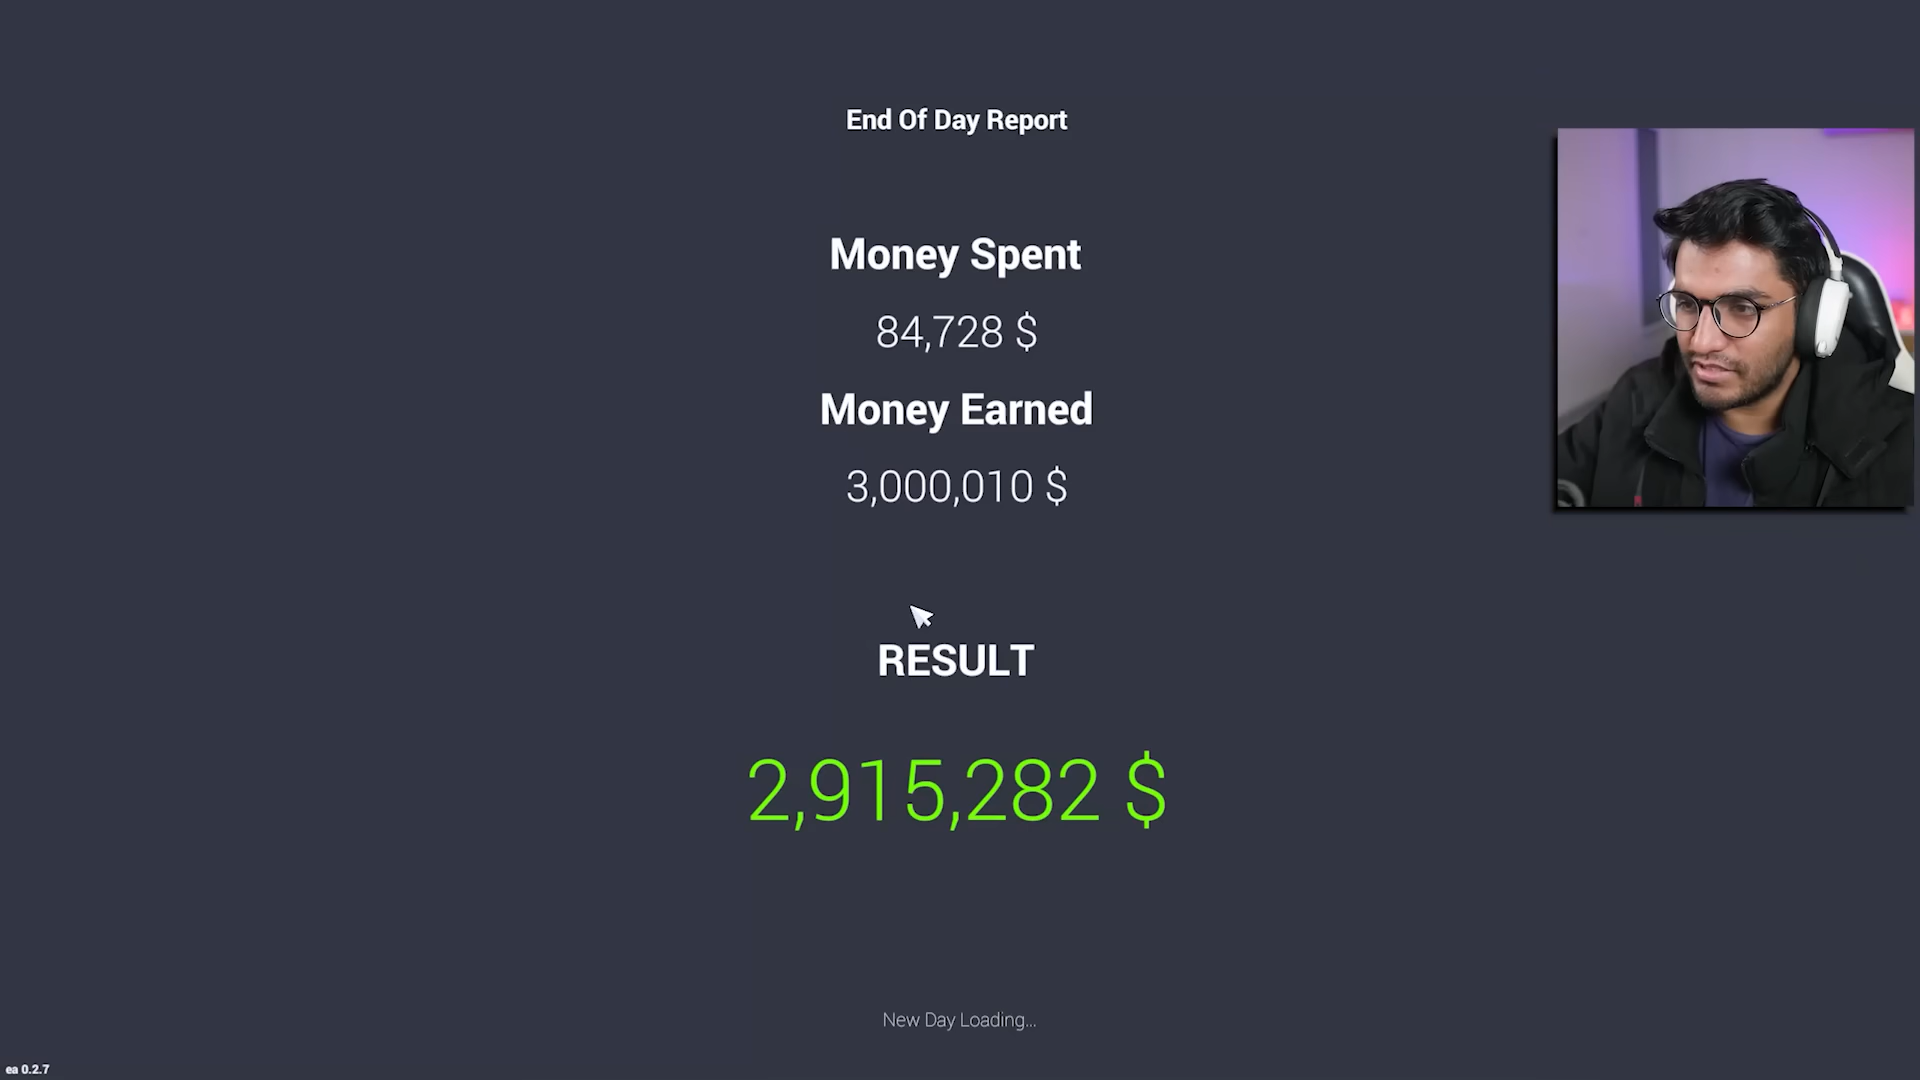 End Of Day Report
Money Spent
84,728 $
Money Earned
3,000,010 $
RESULT
2,915,282 $
New Day Loading...
ea 0.2.7